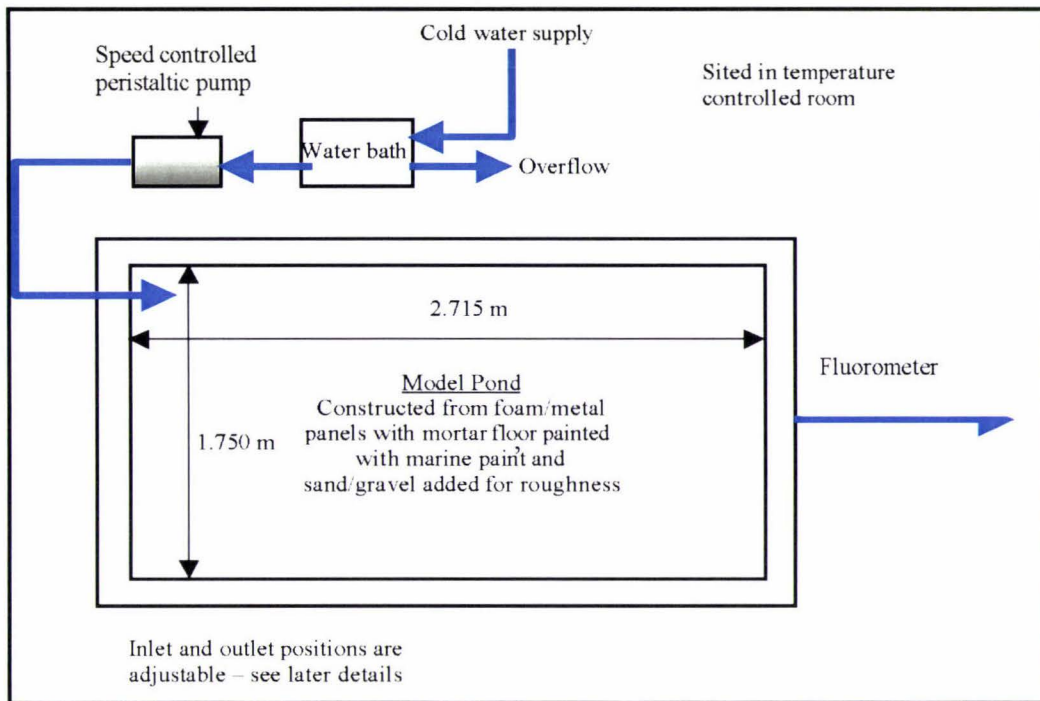 Cold water supply
Speed controlled
peristaltic pump
Sited in temperature
controlled room
Water bath
Overflow
2.715 m
Fluorometer
Model Pond
Constructed from foam/metal
panels with mortar floor painted
with marine paint and
sand/gravel added for roughness
1.750 m
Inlet and outlet positions are
adjustable – see later details